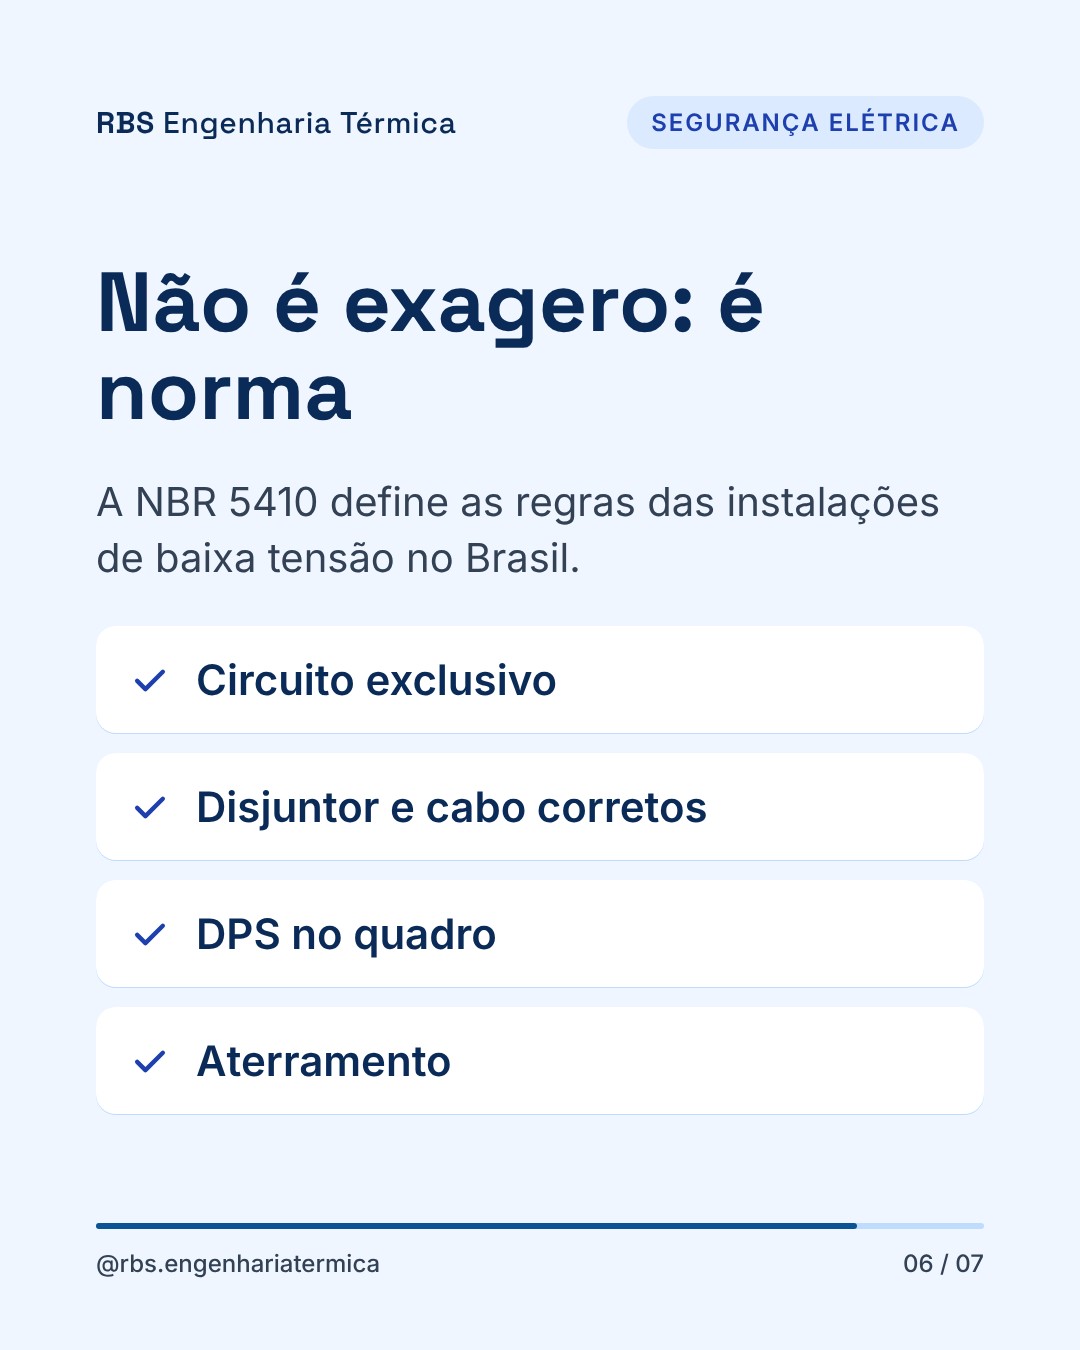 RBS Engenharia Térmica
SEGURANÇA ELÉTRICA
Não é exagero: é
norma
A NBR 5410 define as regras das instalações
de baixa tensão no Brasil.
Circuito exclusivo
Disjuntor e cabo corretos
DPS no quadro
Aterramento
@rbs.engenhariatermica
06 / 07